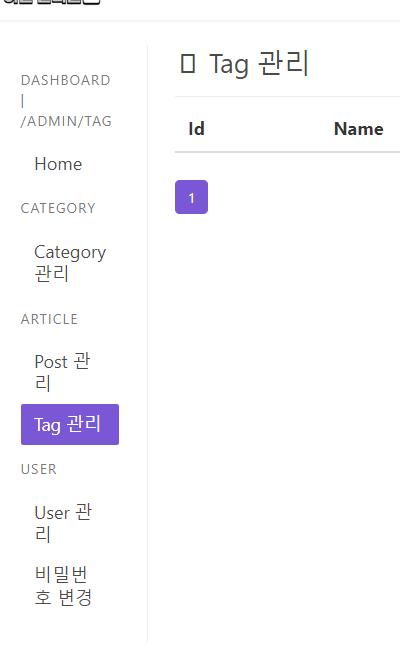 DASHBOARD
|
/ADMIN/TAG
Home
CATEGORY
Category
관리
ARTICLE
Post 관
리
Tag 관리
USER
User 관
리
비밀번
호 변경
Tag 관리
Id Name
1